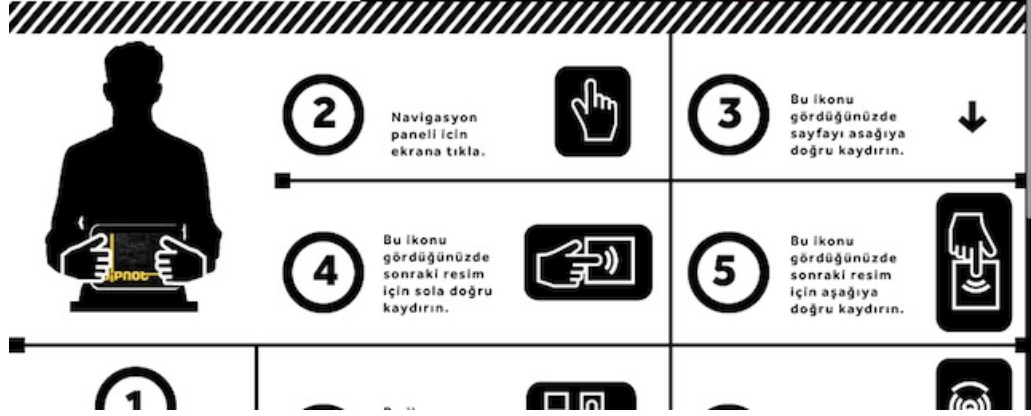 2
Navigasyon
paneli icin
ekrana tıkla.
3
Bu ikonu
gördüğünüzde
sayfayı asağıya
doğru kaydırın.
4
Bu ikonu
gördüğünüzde
sonraki resim
için sola doğru
kaydırın.
5
Bu ikonu
gördüğünüzde
sonraki resim
için aşağıya
doğru kaydırın.
ipnot
1